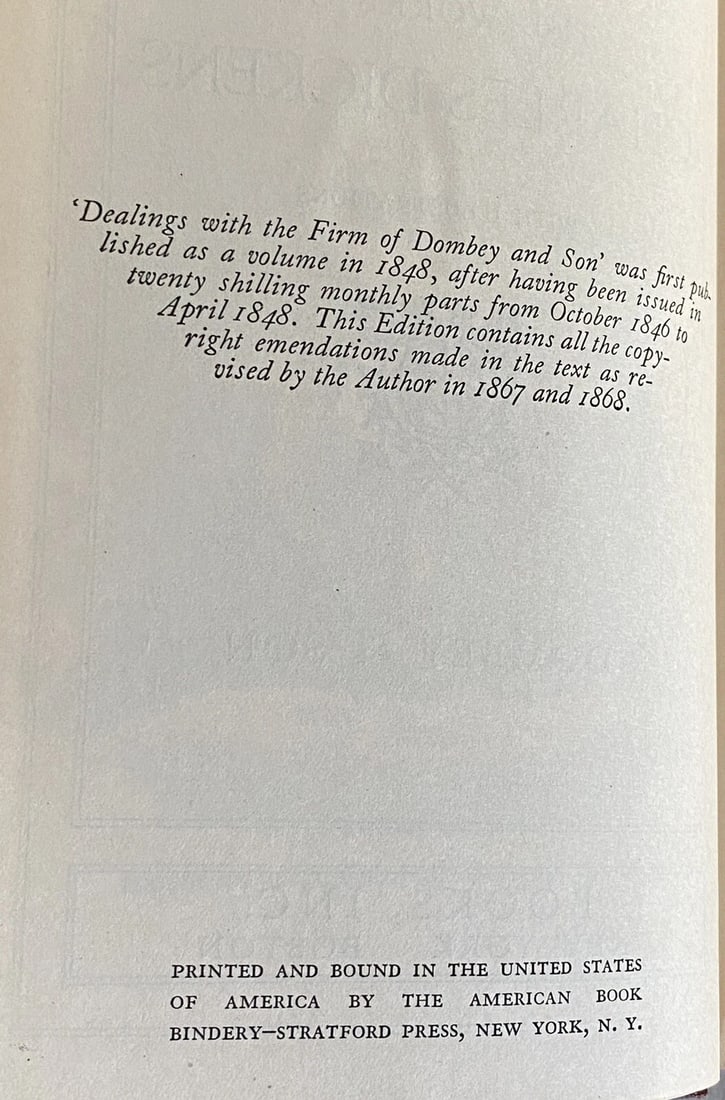 ‘Dealings with the Firm of Dombey and Son’ was first pub-
lished as a volume in 1848, after having been issued in
twenty shilling monthly parts from October 1846 to
April 1848. This Edition contains all the copy-
right emendations made in the text as re-
vised by the Author in 1867 and 1868.
PRINTED AND BOUND IN THE UNITED STATES
OF AMERICA BY THE AMERICAN BOOK
BINDERY—STRATFORD PRESS, NEW YORK, N. Y.